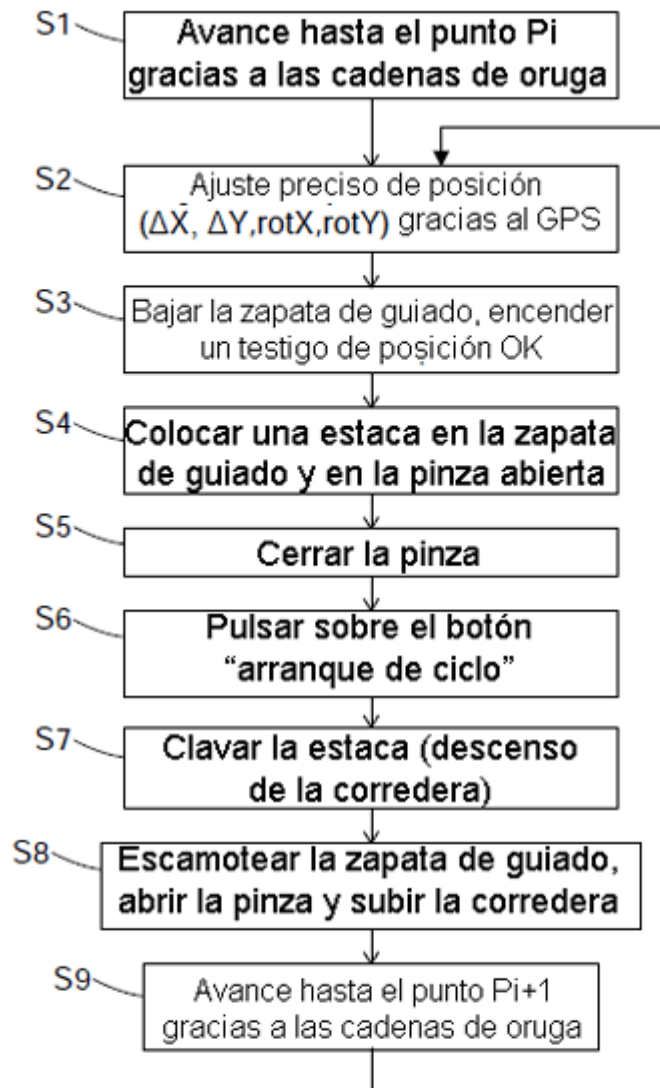 S1
Avance hasta el punto Pi
gracias a las cadenas de oruga
S2
Ajuste preciso de posición
(ΔX, ΔY,rotX,rotY) gracias al GPS
S3
Bajar la zapata de guiado, encender
un testigo de posición OK
S4
Colocar una estaca en la zapata
de guiado y en la pinza abierta
S5
Cerrar la pinza
S6
Pulsar sobre el botón
“arranque de ciclo”
S7
Clavar la estaca (descenso
de la corredera)
S8
Escamotear la zapata de guiado,
abrir la pinza y subir la corredera
S9
Avance hasta el punto Pi+1
gracias a las cadenas de oruga